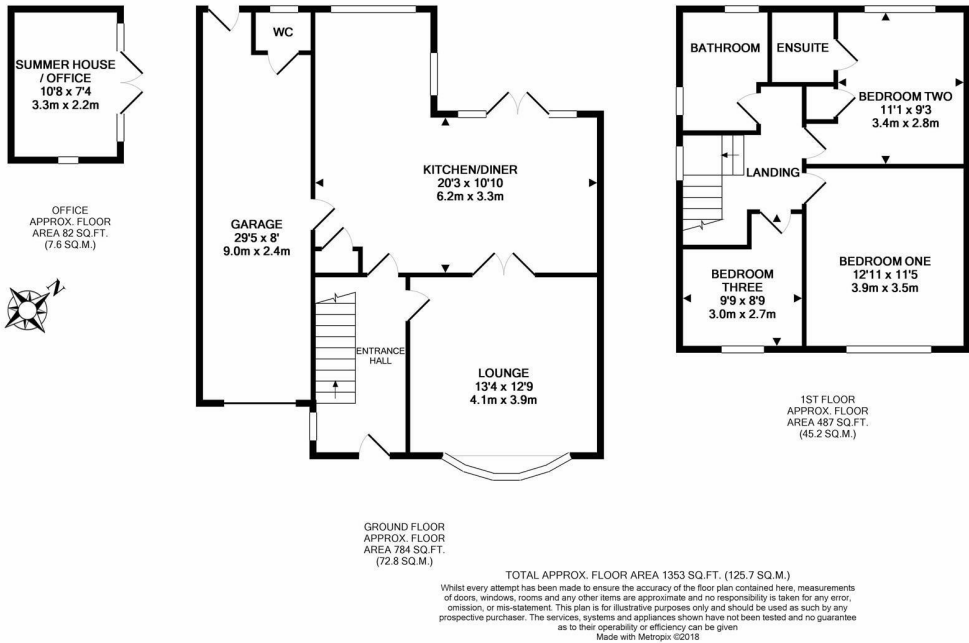 SUMMER HOUSE
/ OFFICE
10'8 x 7'4
3.3m x 2.2m
OFFICE
APPROX. FLOOR
AREA 82 SQ.FT.
(7.6 SQ.M.)
N
WC
KITCHEN/DINER
20'3 x 10'10
6.2m x 3.3m
GARAGE
29'5 x 8'
9.0m x 2.4m
ENTRANCE
HALL
LOUNGE
13'4 x 12'9
4.1m x 3.9m
GROUND FLOOR
APPROX. FLOOR
AREA 784 SQ.FT.
(72.8 SQ.M.)
BATHROOM
ENSUITE
BEDROOM TWO
11'1 x 9'3
3.4m x 2.8m
LANDING
BEDROOM ONE
12'11 x 11'5
3.9m x 3.5m
BEDROOM
THREE
9'9 x 8'9
3.0m x 2.7m
1ST FLOOR
APPROX. FLOOR
AREA 487 SQ.FT.
(45.2 SQ.M.)
TOTAL APPROX. FLOOR AREA 1353 SQ.FT. (125.7 SQ.M.)
Whilst every attempt has been made to ensure the accuracy of the floor plan contained here, measurements
of doors, windows, rooms and any other items are approximate and no responsibility is taken for any error,
omission, or mis-statement. This plan is for illustrative purposes only and should be used as such by any
prospective purchaser. The services, systems and appliances shown have not been tested and no guarantee
as to their operability or efficiency can be given
Made with Metropix ©2018